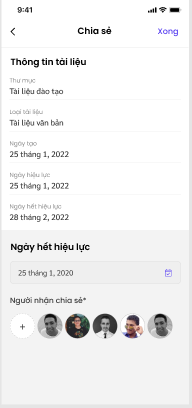 9:41
Chia sẻ
Xong
Thông tin tài liệu
Thư mục
Tài liệu đào tạo
Loại tài liệu
Tài liệu văn bản
Ngày tạo
25 tháng 1, 2022
Ngày hiệu lực
25 tháng 1, 2022
Ngày hết hiệu lực
28 tháng 2, 2022
Ngày hết hiệu lực
25 tháng 1, 2020
Người nhận chia sẻ*
+